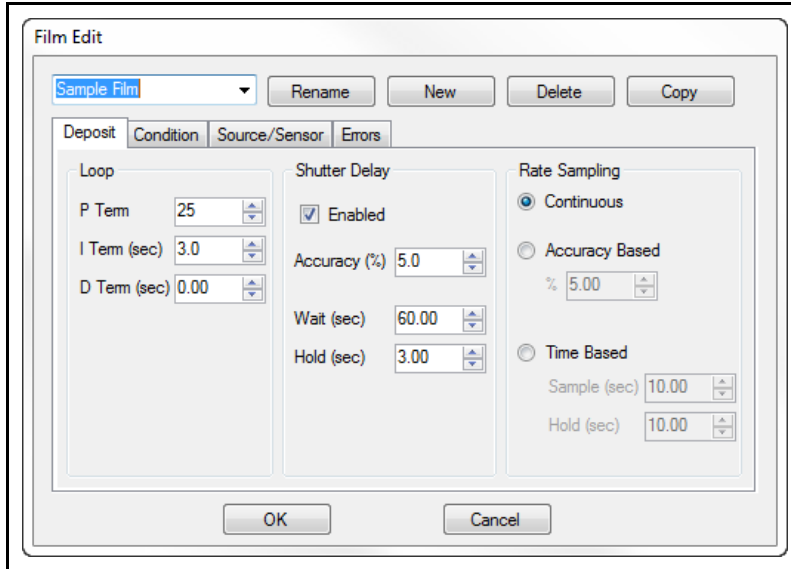 Film Edit
Sample Film
Rename
New
Delete
Copy
Deposit
Condition
Source/Sensor
Errors
Loop
P Term 25
I Term (sec) 3.0
D Term (sec) 0.00
Shutter Delay
Enabled
Accuracy (%) 5.0
Wait (sec) 60.00
Hold (sec) 3.00
Rate Sampling
Continuous
Accuracy Based
% 5.00
Time Based
Sample (sec) 10.00
Hold (sec) 10.00
OK
Cancel